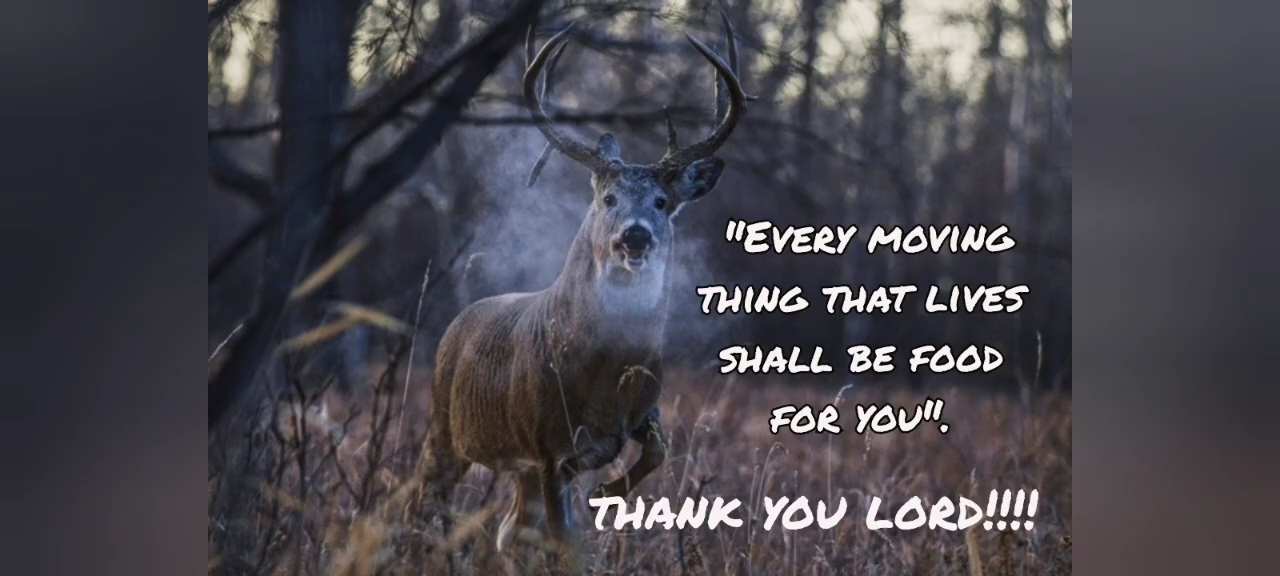 "EVERY MOVING
THING THAT LIVES
SHALL BE FOOD
FOR YOU".
THANK YOU LORD!!!!